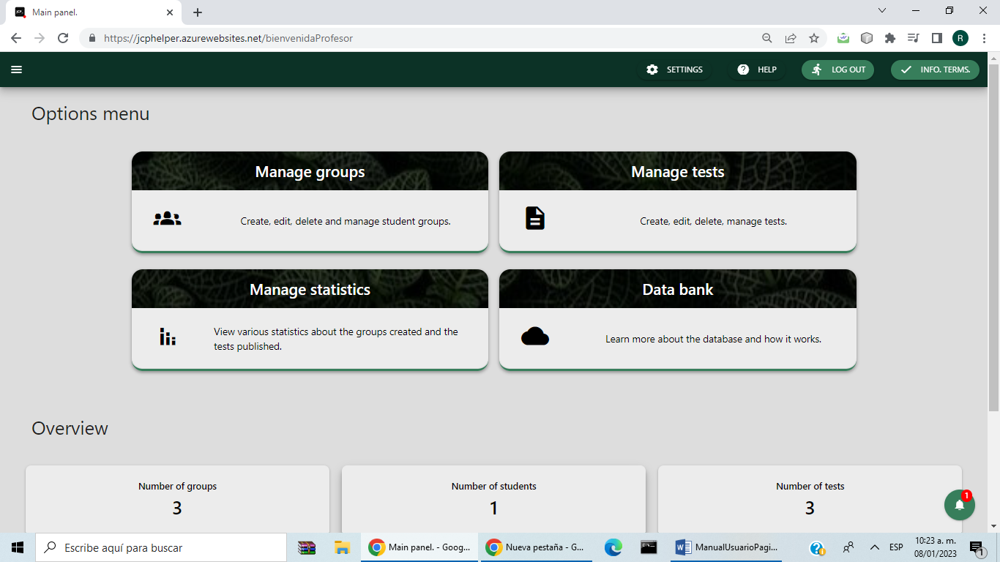 Main panel.
https://jcphelper.azurewebsites.net/bienvenidaProfesor
R
SETTINGS
HELP
LOG OUT
INFO. TERMS.
Options menu
Manage groups
Create, edit, delete and manage student groups.
Manage tests
Create, edit, delete, manage tests.
Manage statistics
View various statistics about the groups created and the
tests published.
Data bank
Learn more about the database and how it works.
Overview
Number of groups
3
Number of students
1
Number of tests
3
1
Escribe aquí para buscar
Main panel. - Goog...
Nueva pestaña - G...
ManualUsuarioPagi...
ESP
10:23 a. m.
08/01/2023
1